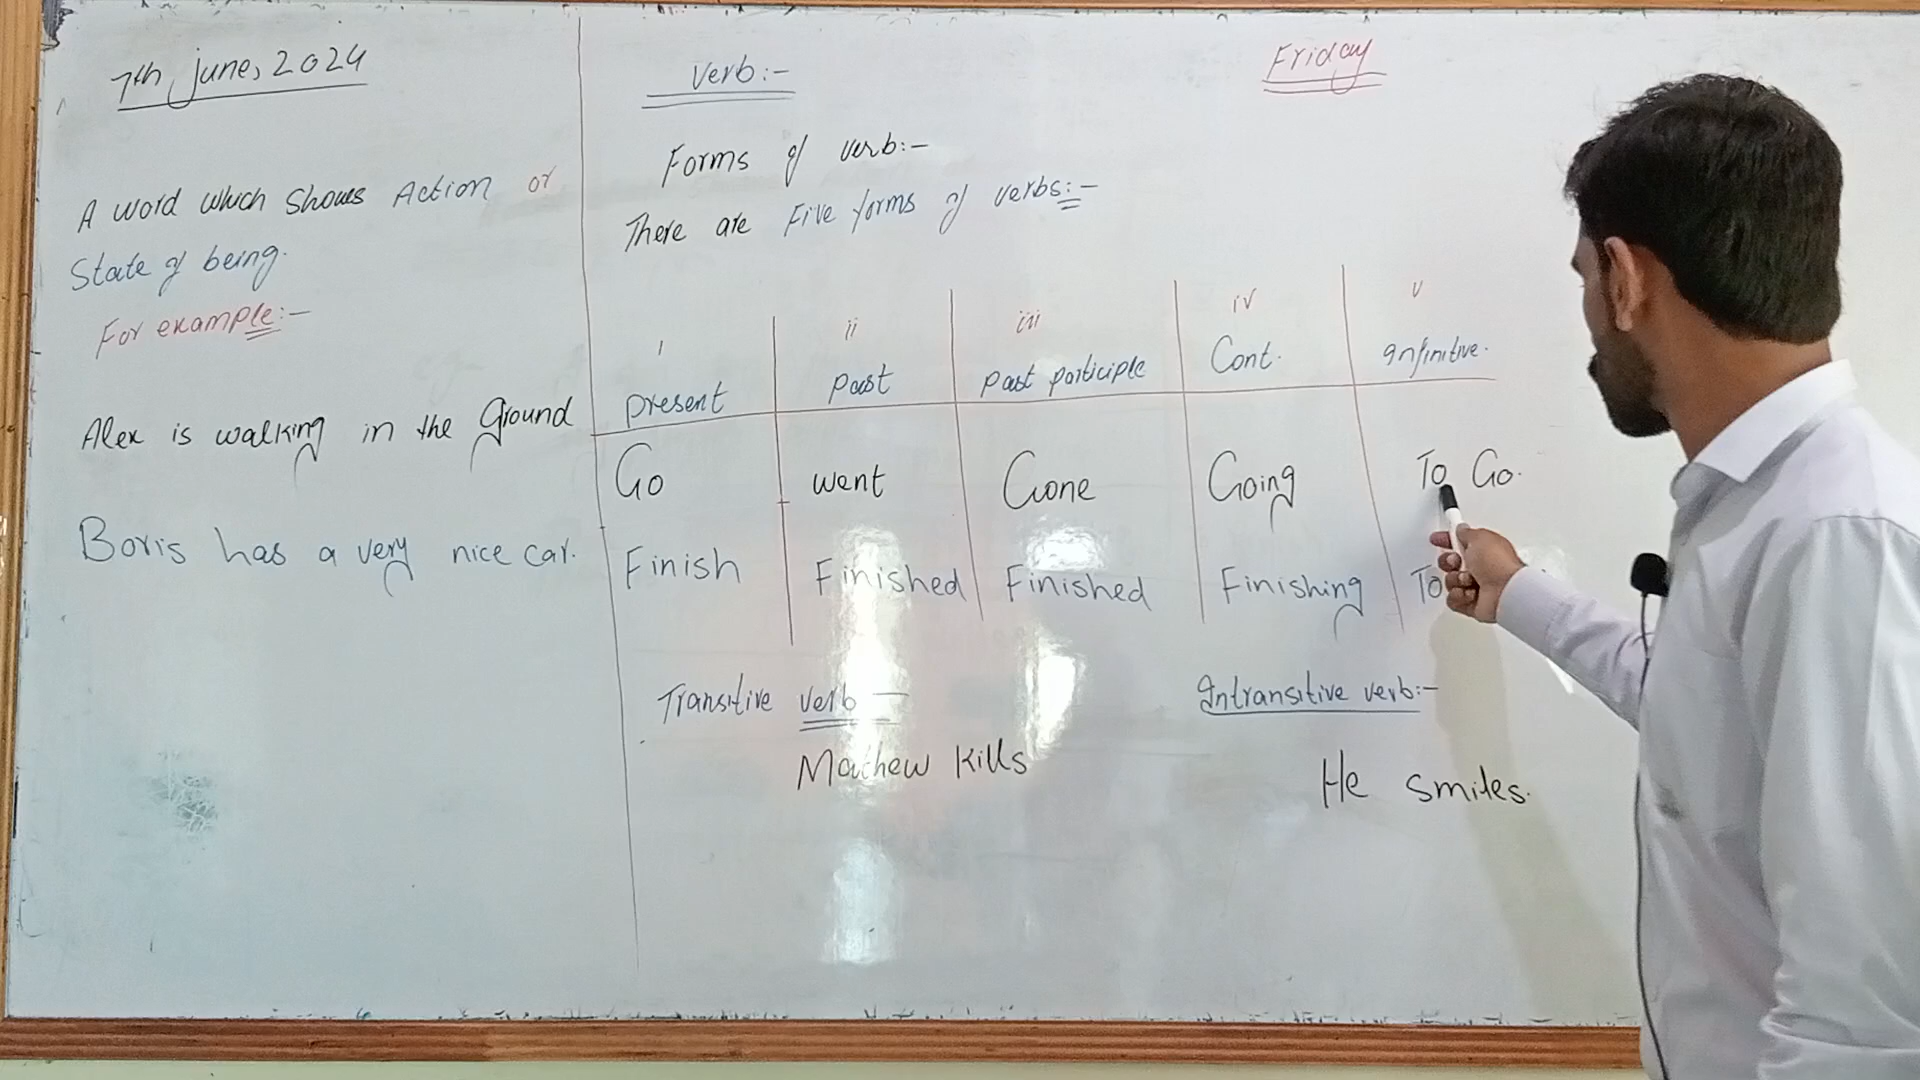 7th june, 2024
Verb:-
Friday
A word which shows Action or
State of being.
For example:-
Alex is walking in the Ground
Boris has a very nice car.
Forms of verb:-
There are Five forms of verbs:-
i ii iii iv v
present past past participle Cont. Infinitive.
Go went Gone Going To Go.
Finish Finished Finished Finishing To
Transitive verb — Intransitive verb:-
Mathew kills He smiles.